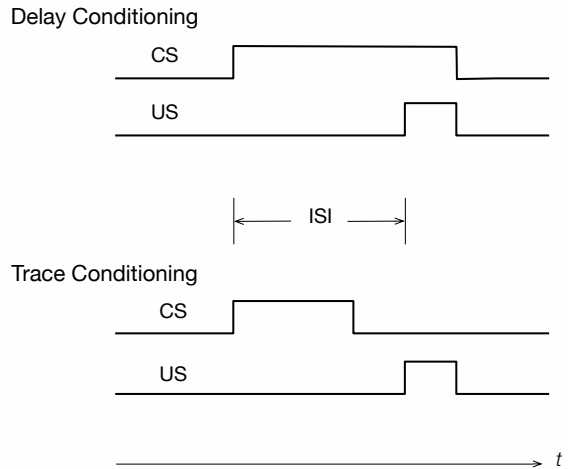 Delay Conditioning
CS
US
ISI
Trace Conditioning
CS
US
t